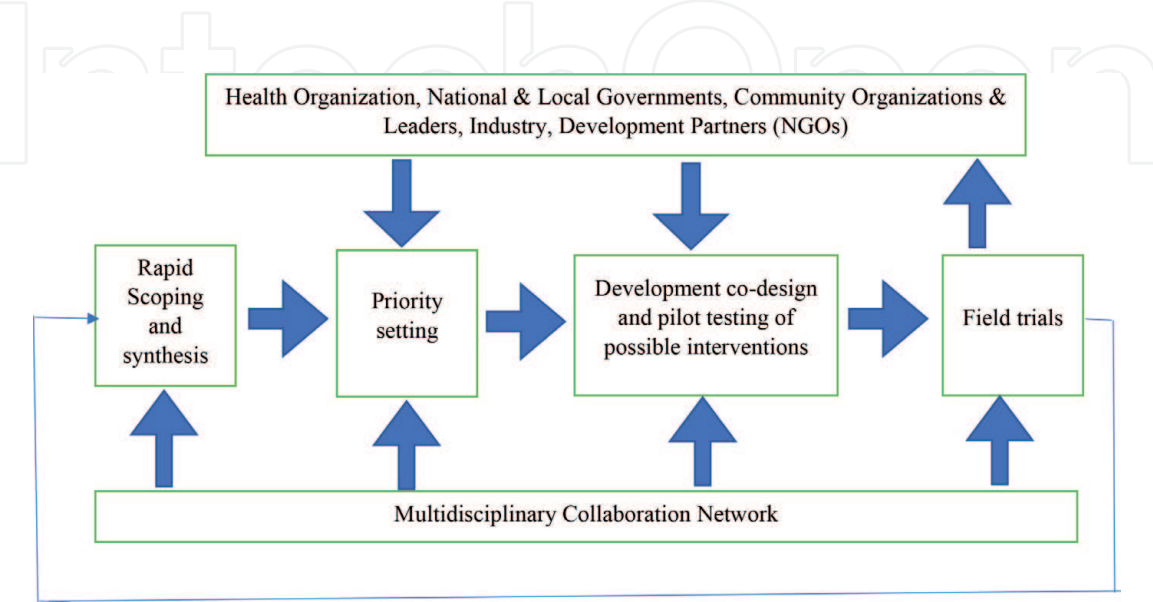 IntechOpen
Health Organization, National & Local Governments, Community Organizations &
Leaders, Industry, Development Partners (NGOs)
Rapid
Scoping
and
synthesis
Priority
setting
Development co-design
and pilot testing of
possible interventions
Field trials
Multidisciplinary Collaboration Network